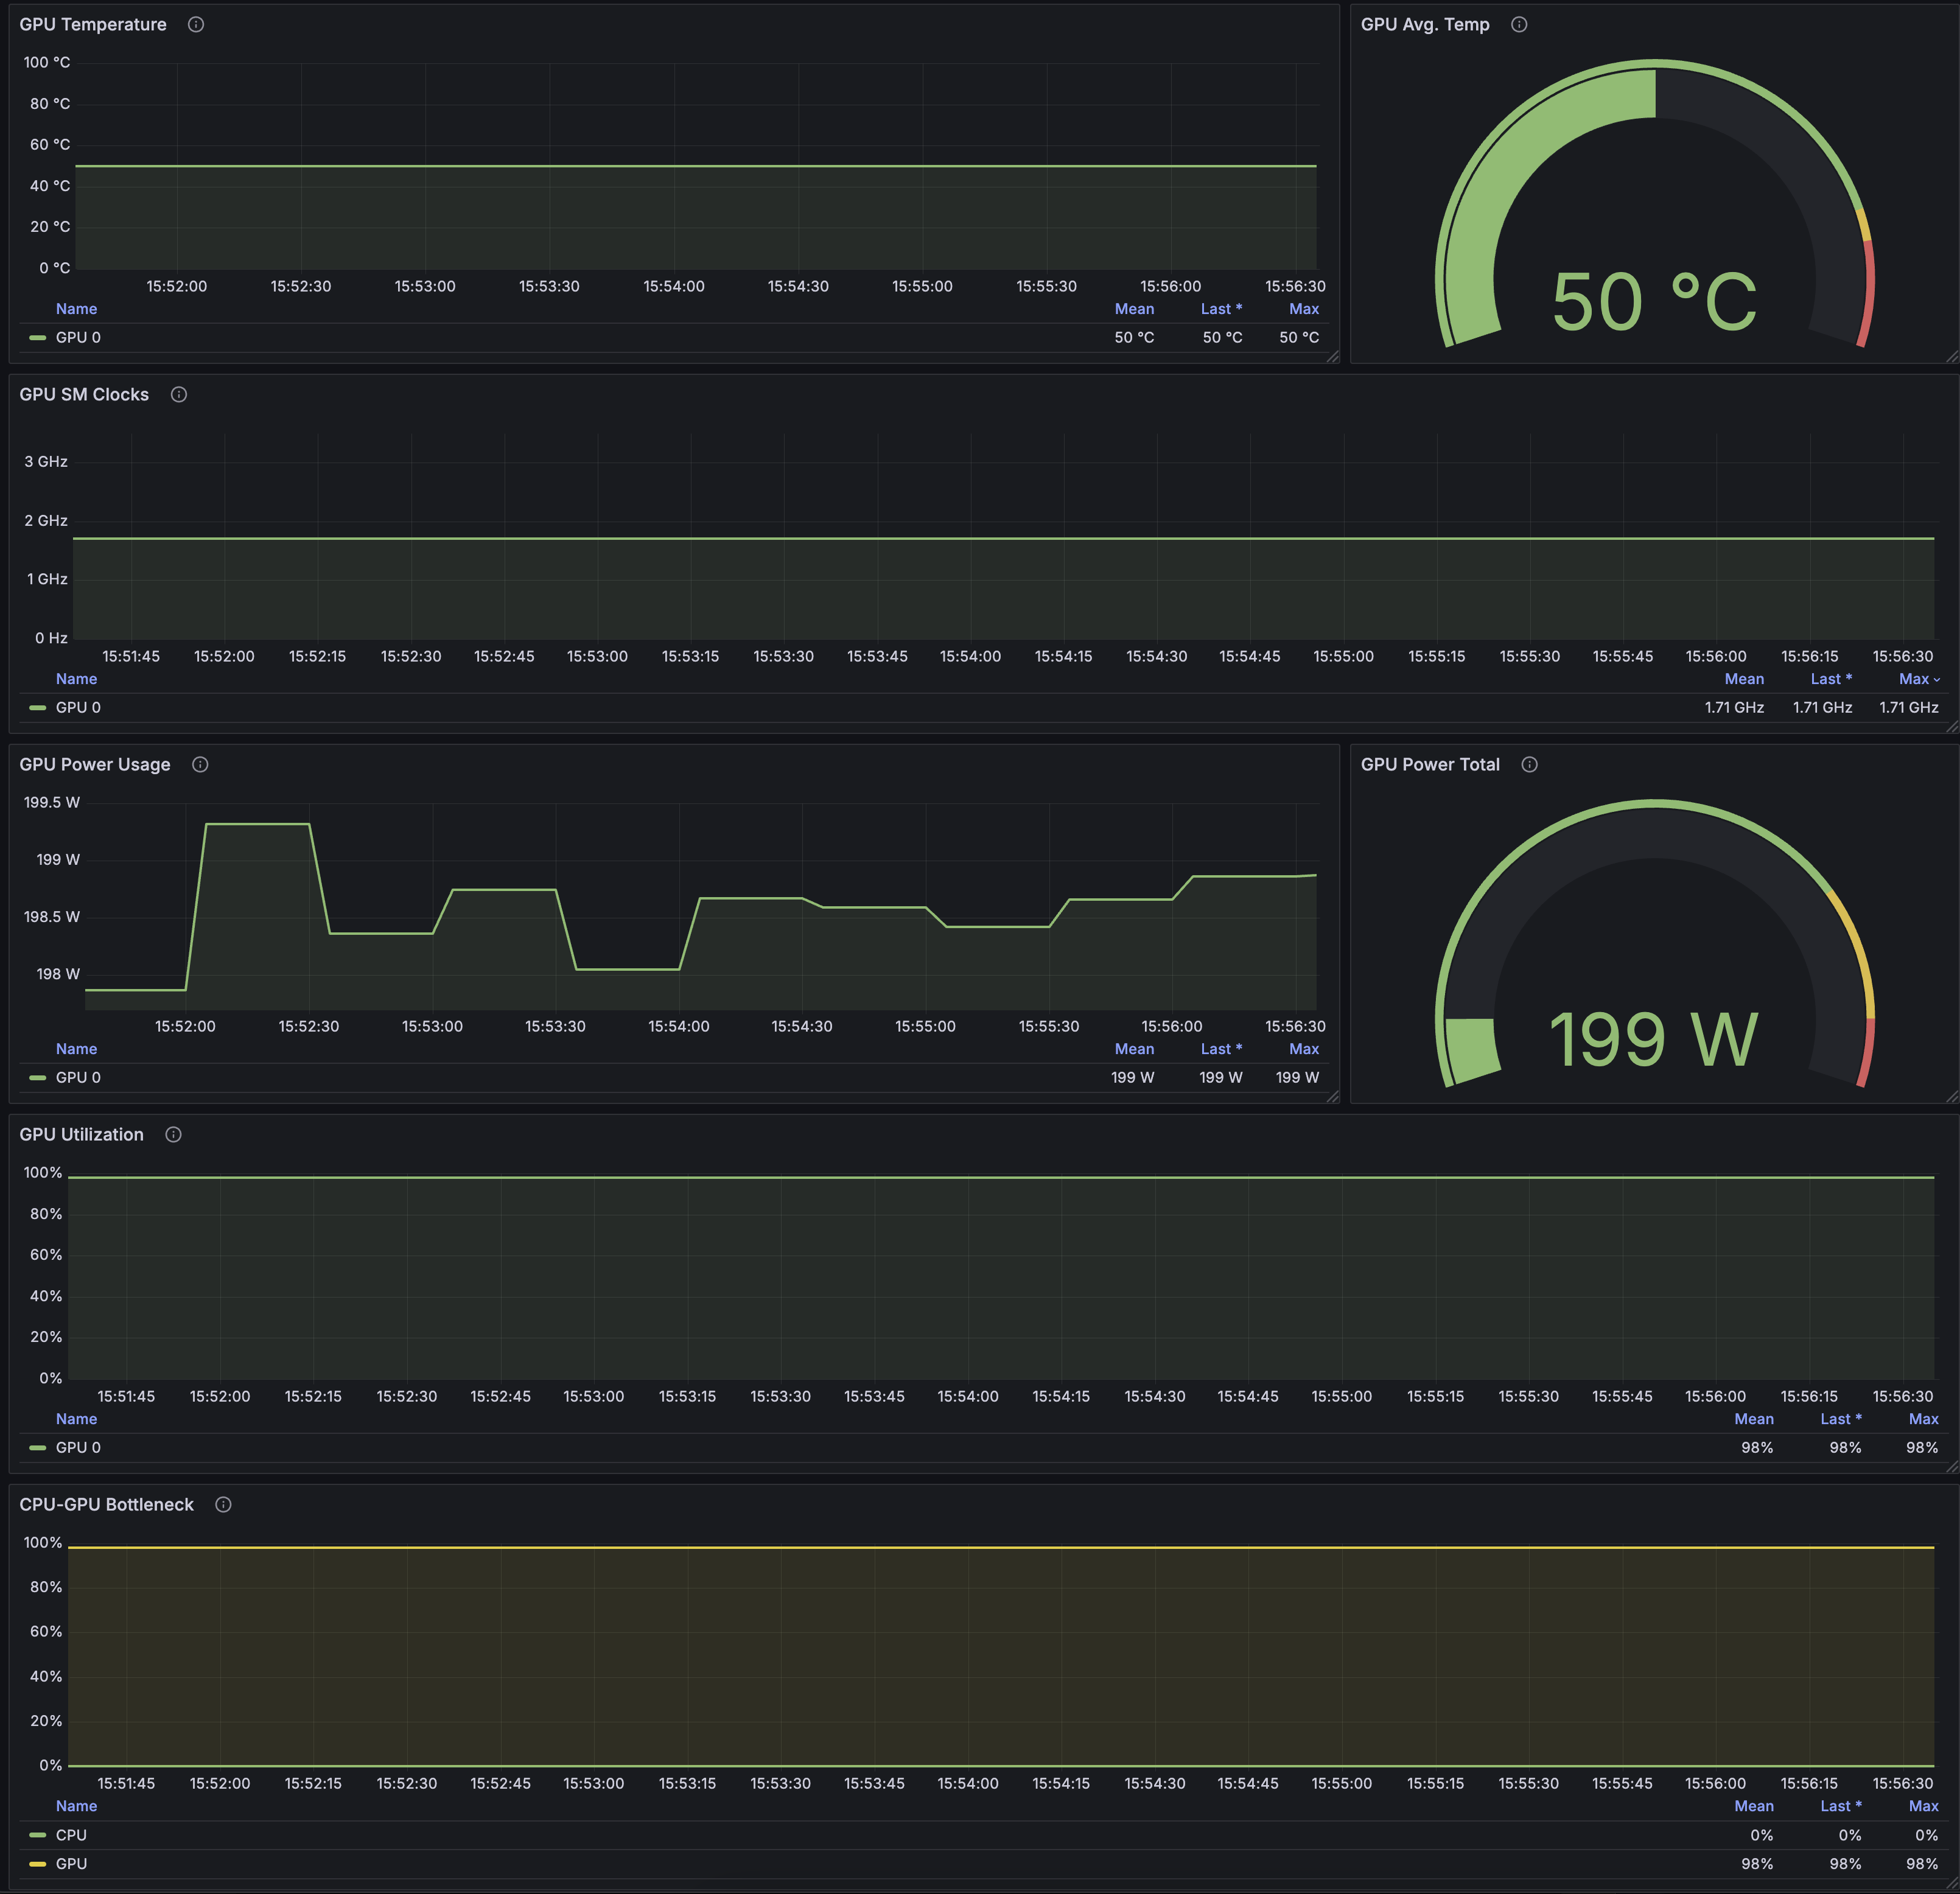 GPU Temperature
GPU Avg. Temp
100 °C
80 °C
60 °C
40 °C
20 °C
0 °C
15:52:00 15:52:30 15:53:00 15:53:30 15:54:00 15:54:30 15:55:00 15:55:30 15:56:00 15:56:30
Name Mean Last * Max
GPU 0 50 °C 50 °C 50 °C
50 °C
GPU SM Clocks
3 GHz
2 GHz
1 GHz
0 Hz
15:51:45 15:52:00 15:52:15 15:52:30 15:52:45 15:53:00 15:53:15 15:53:30 15:53:45 15:54:00 15:54:15 15:54:30 15:54:45 15:55:00 15:55:15 15:55:30 15:55:45 15:56:00 15:56:15 15:56:30
Name Mean Last * Max
GPU 0 1.71 GHz 1.71 GHz 1.71 GHz
GPU Power Usage
GPU Power Total
199.5 W
199 W
198.5 W
198 W
15:52:00 15:52:30 15:53:00 15:53:30 15:54:00 15:54:30 15:55:00 15:55:30 15:56:00 15:56:30
Name Mean Last * Max
GPU 0 199 W 199 W 199 W
199 W
GPU Utilization
100%
80%
60%
40%
20%
0%
15:51:45 15:52:00 15:52:15 15:52:30 15:52:45 15:53:00 15:53:15 15:53:30 15:53:45 15:54:00 15:54:15 15:54:30 15:54:45 15:55:00 15:55:15 15:55:30 15:55:45 15:56:00 15:56:15 15:56:30
Name Mean Last * Max
GPU 0 98% 98% 98%
CPU-GPU Bottleneck
100%
80%
60%
40%
20%
0%
15:51:45 15:52:00 15:52:15 15:52:30 15:52:45 15:53:00 15:53:15 15:53:30 15:53:45 15:54:00 15:54:15 15:54:30 15:54:45 15:55:00 15:55:15 15:55:30 15:55:45 15:56:00 15:56:15 15:56:30
Name Mean Last * Max
CPU 0% 0% 0%
GPU 98% 98% 98%